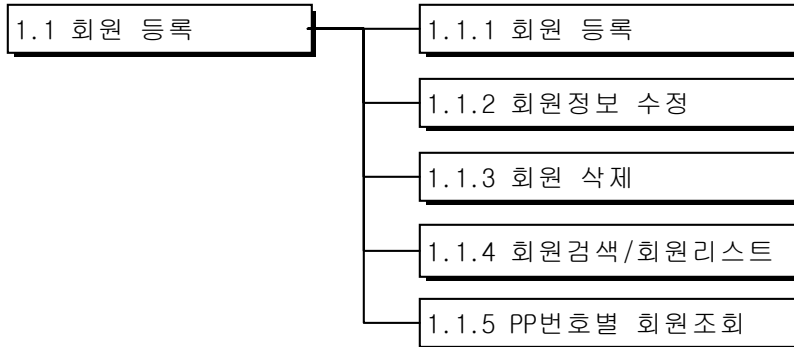 1.1 회원 등록
1.1.1 회원 등록
1.1.2 회원정보 수정
1.1.3 회원 삭제
1.1.4 회원검색/회원리스트
1.1.5 PP번호별 회원조회